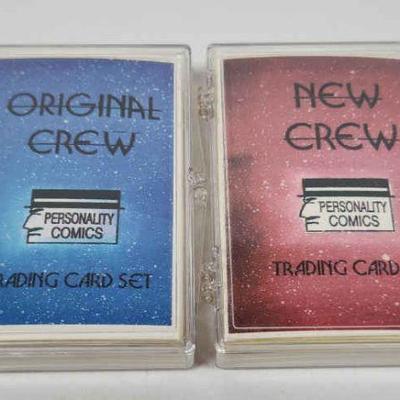 ORIGINAL
CREW
PERSONALITY
COMICS
RADING CARD SET
NEW
CREW
PERSONALITY
COMICS
TRADING CARD